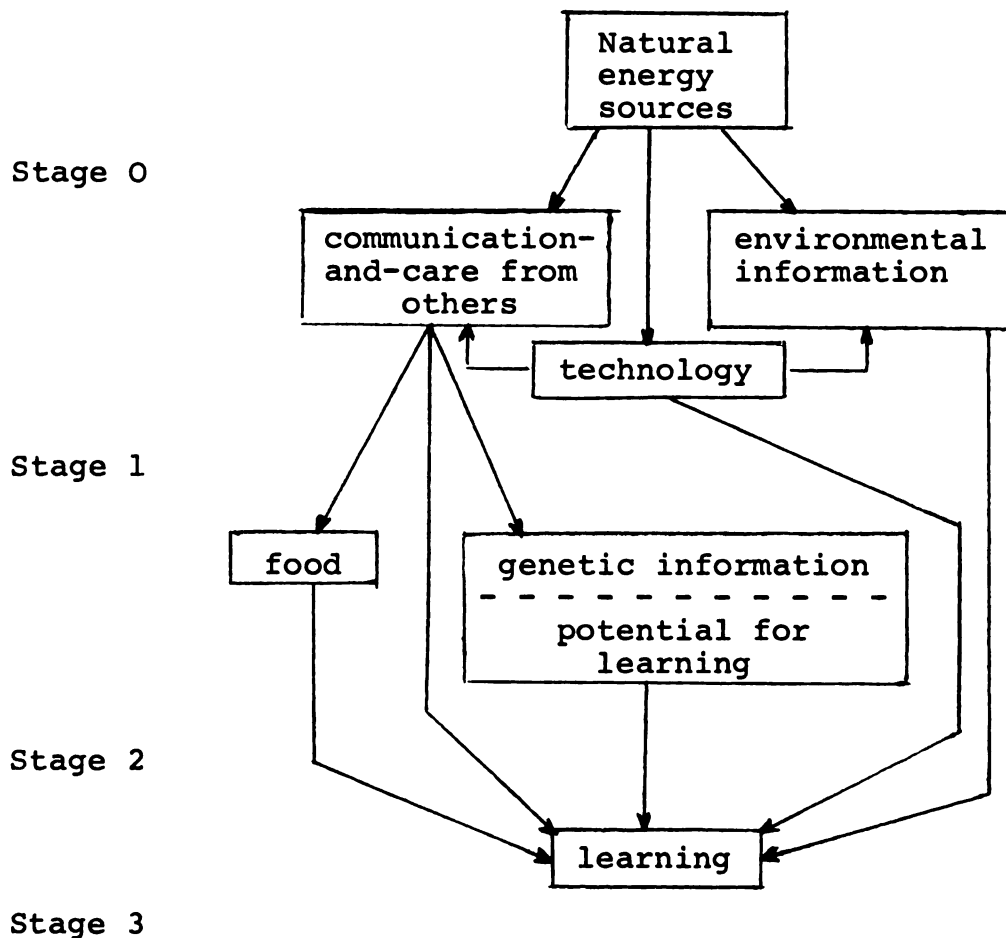 Natural
energy
sources
Stage 0
communication-
and-care from
others
environmental
information
technology
Stage 1
food
genetic information
potential for
learning
Stage 2
learning
Stage 3